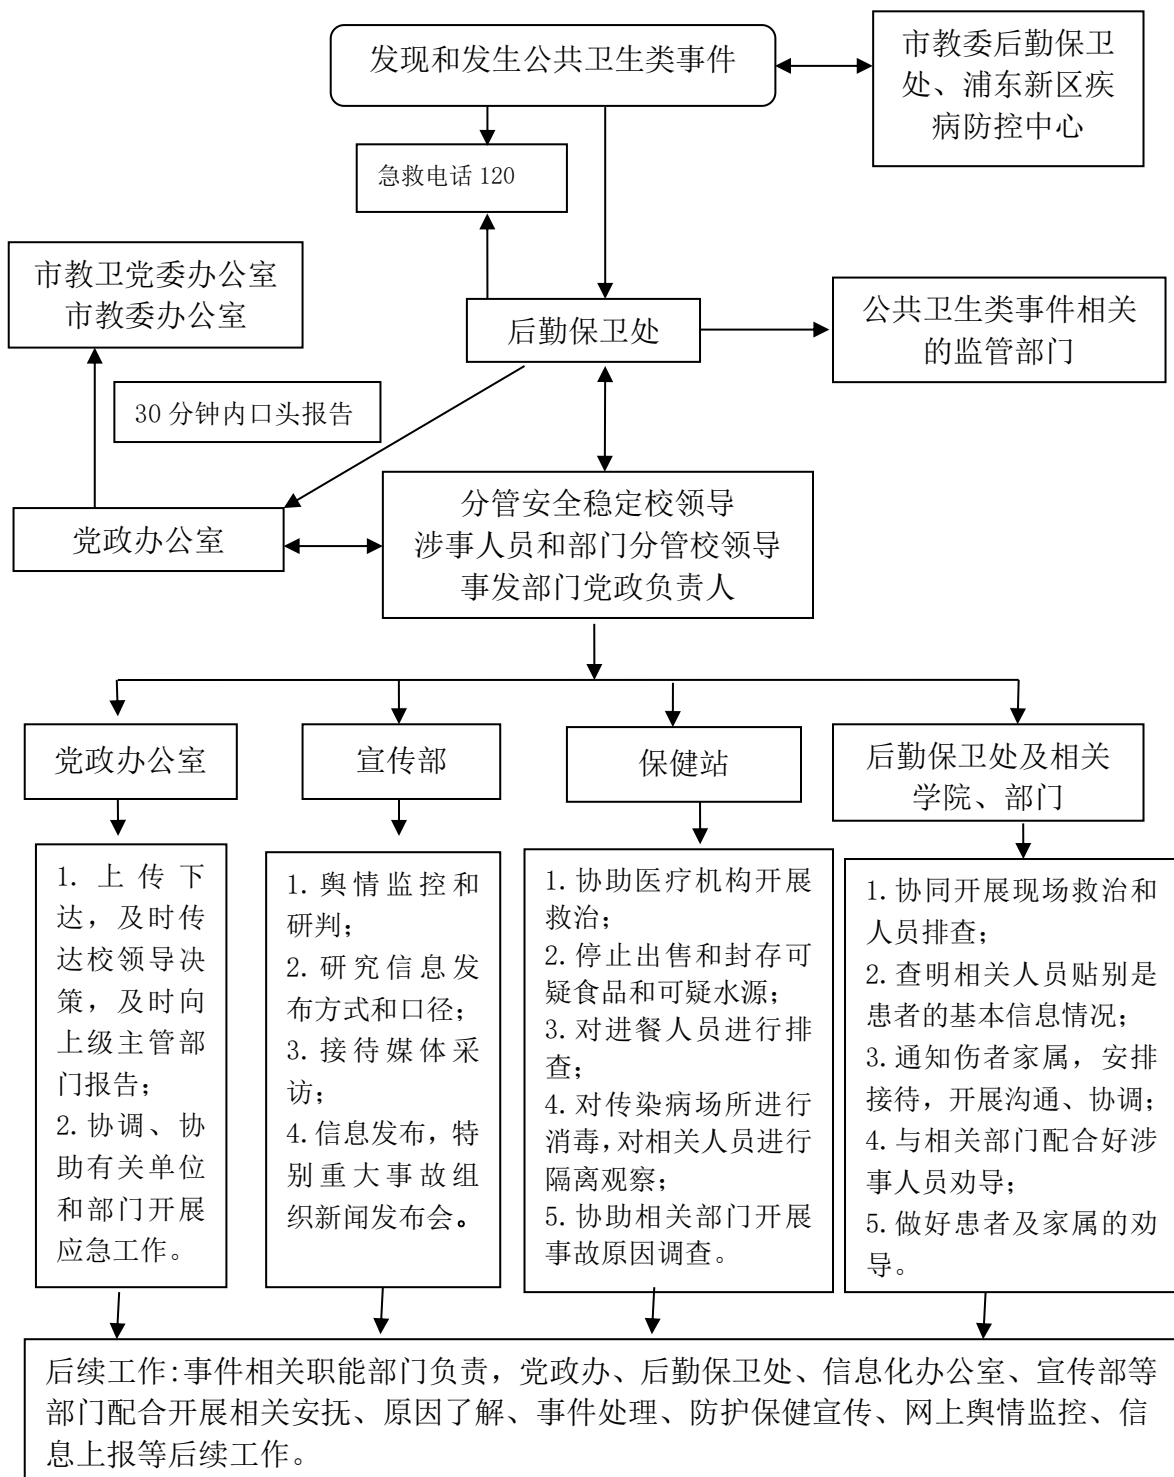 发现和发生公共卫生类事件
市教委后勤保卫
处、浦东新区疾
病防控中心
急救电话 120
市教卫党委办公室
市教委办公室
后勤保卫处
公共卫生类事件相关
的监管部门
30 分钟内口头报告
党政办公室
分管安全稳定校领导
涉事人员和部门分管校领导
事发部门党政负责人
党政办公室
宣传部
保健站
后勤保卫处及相关
学院、部门
1. 上传下
达，及时传
达校领导决
策，及时向
上级主管部
门报告；
2. 协调、协
助有关单位
和部门开展
应急工作。
1. 舆情监控和
研判；
2. 研究信息发
布方式和口径；
3. 接待媒体采
访；
4. 信息发布，特
别重大事故组
织新闻发布会。
1. 协助医疗机构开展
救治；
2. 停止出售和封存可
疑食品和可疑水源；
3. 对进餐人员进行排
查；
4. 对传染病场所进行
消毒，对相关人员进行
隔离观察；
5. 协助相关部门开展
事故原因调查。
1. 协同开展现场救治和
人员排查；
2. 查明相关人员贴别是
患者的基本信息情况；
3. 通知伤者家属，安排
接待，开展沟通、协调；
4. 与相关部门配合好涉
事人员劝导；
5. 做好患者及家属的劝
导。
后续工作：事件相关职能部门负责，党政办、后勤保卫处、信息化办公室、宣传部等
部门配合开展相关安抚、原因了解、事件处理、防护保健宣传、网上舆情监控、信
息上报等后续工作。